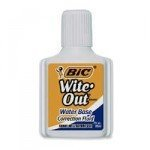 BIC
Wite·Out
Water Base
Correction Fluid